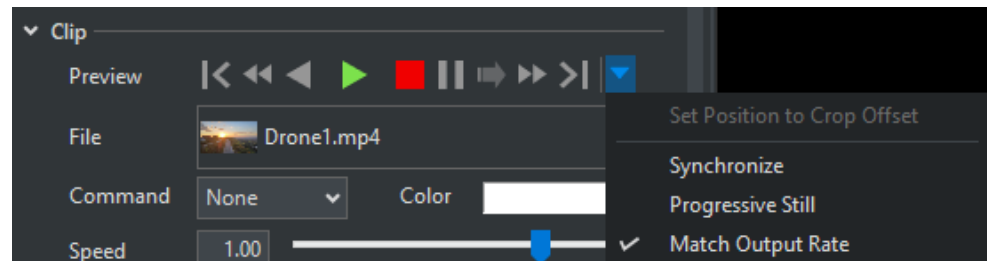 Clip
Preview
File
Drone1.mp4
Command
None
Color
Speed
1.00
Set Position to Crop Offset
Synchronize
Progressive Still
Match Output Rate